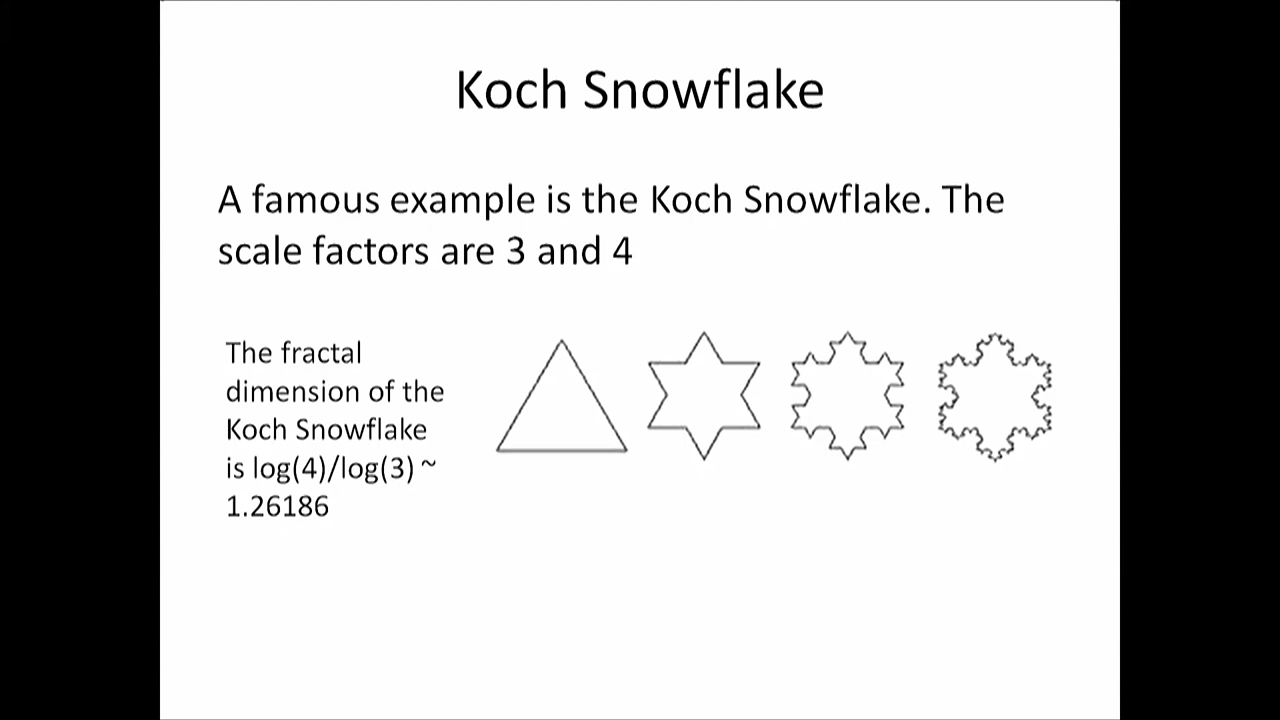 Koch Snowflake
A famous example is the Koch Snowflake. The
scale factors are 3 and 4
The fractal
dimension of the
Koch Snowflake
is log(4)/log(3) ~
1.26186